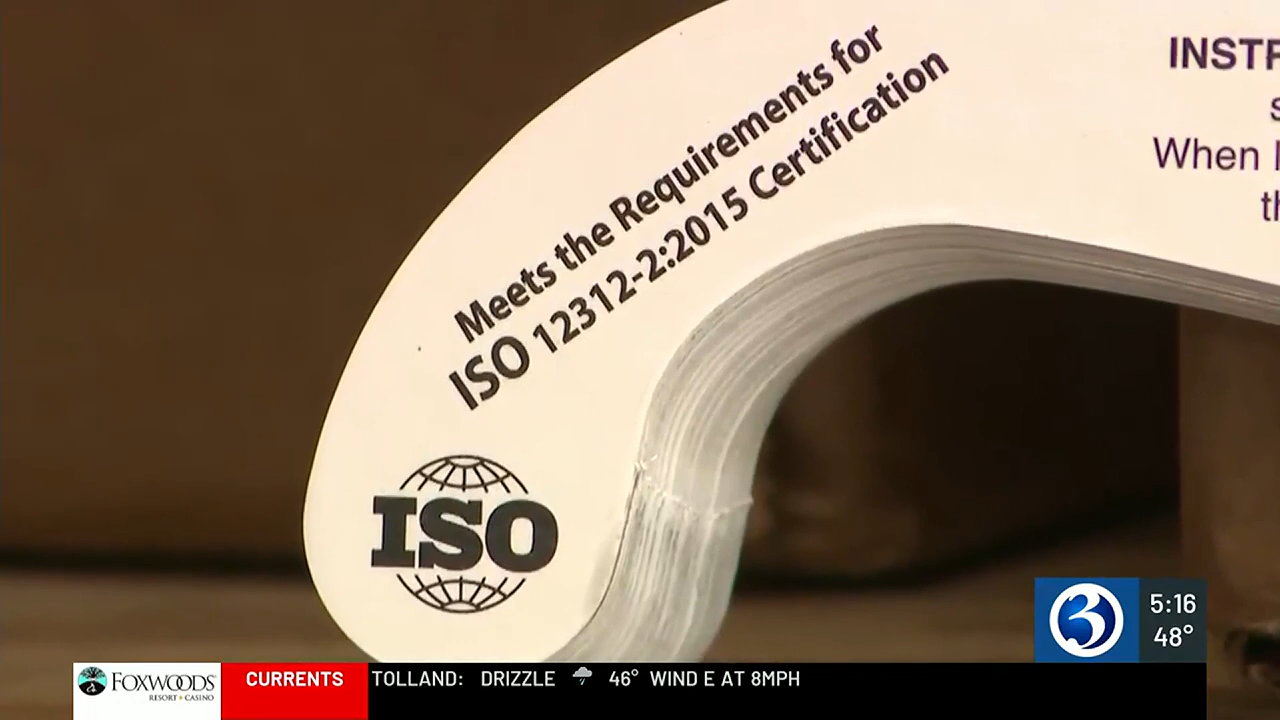 Meets the Requirements for
ISO 12312-2:2015 Certification
ISO
When
3
5:16
48°
FOXWOODS
RESORT • CASINO
CURRENTS
TOLLAND: DRIZZLE 46° WIND E AT 8MPH